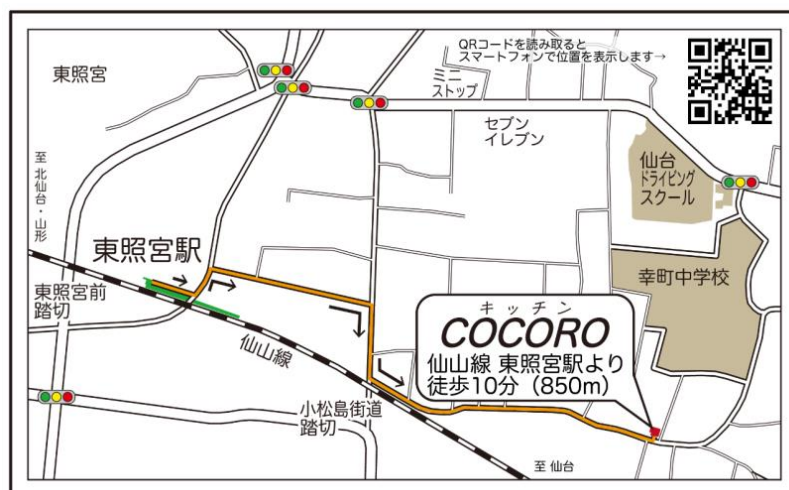 QRコードを読み取ると
スマートフォンで位置を表示します→
東照宮
ミニ
ストップ
セブン
イレブン
仙台
ドライビング
スクール
至 北仙台・山形
東照宮駅
幸町中学校
東照宮前
踏切
仙山線
キッチン
COCORO
仙山線 東照宮駅より
徒歩10分（850m）
小松島街道
踏切
至 仙台